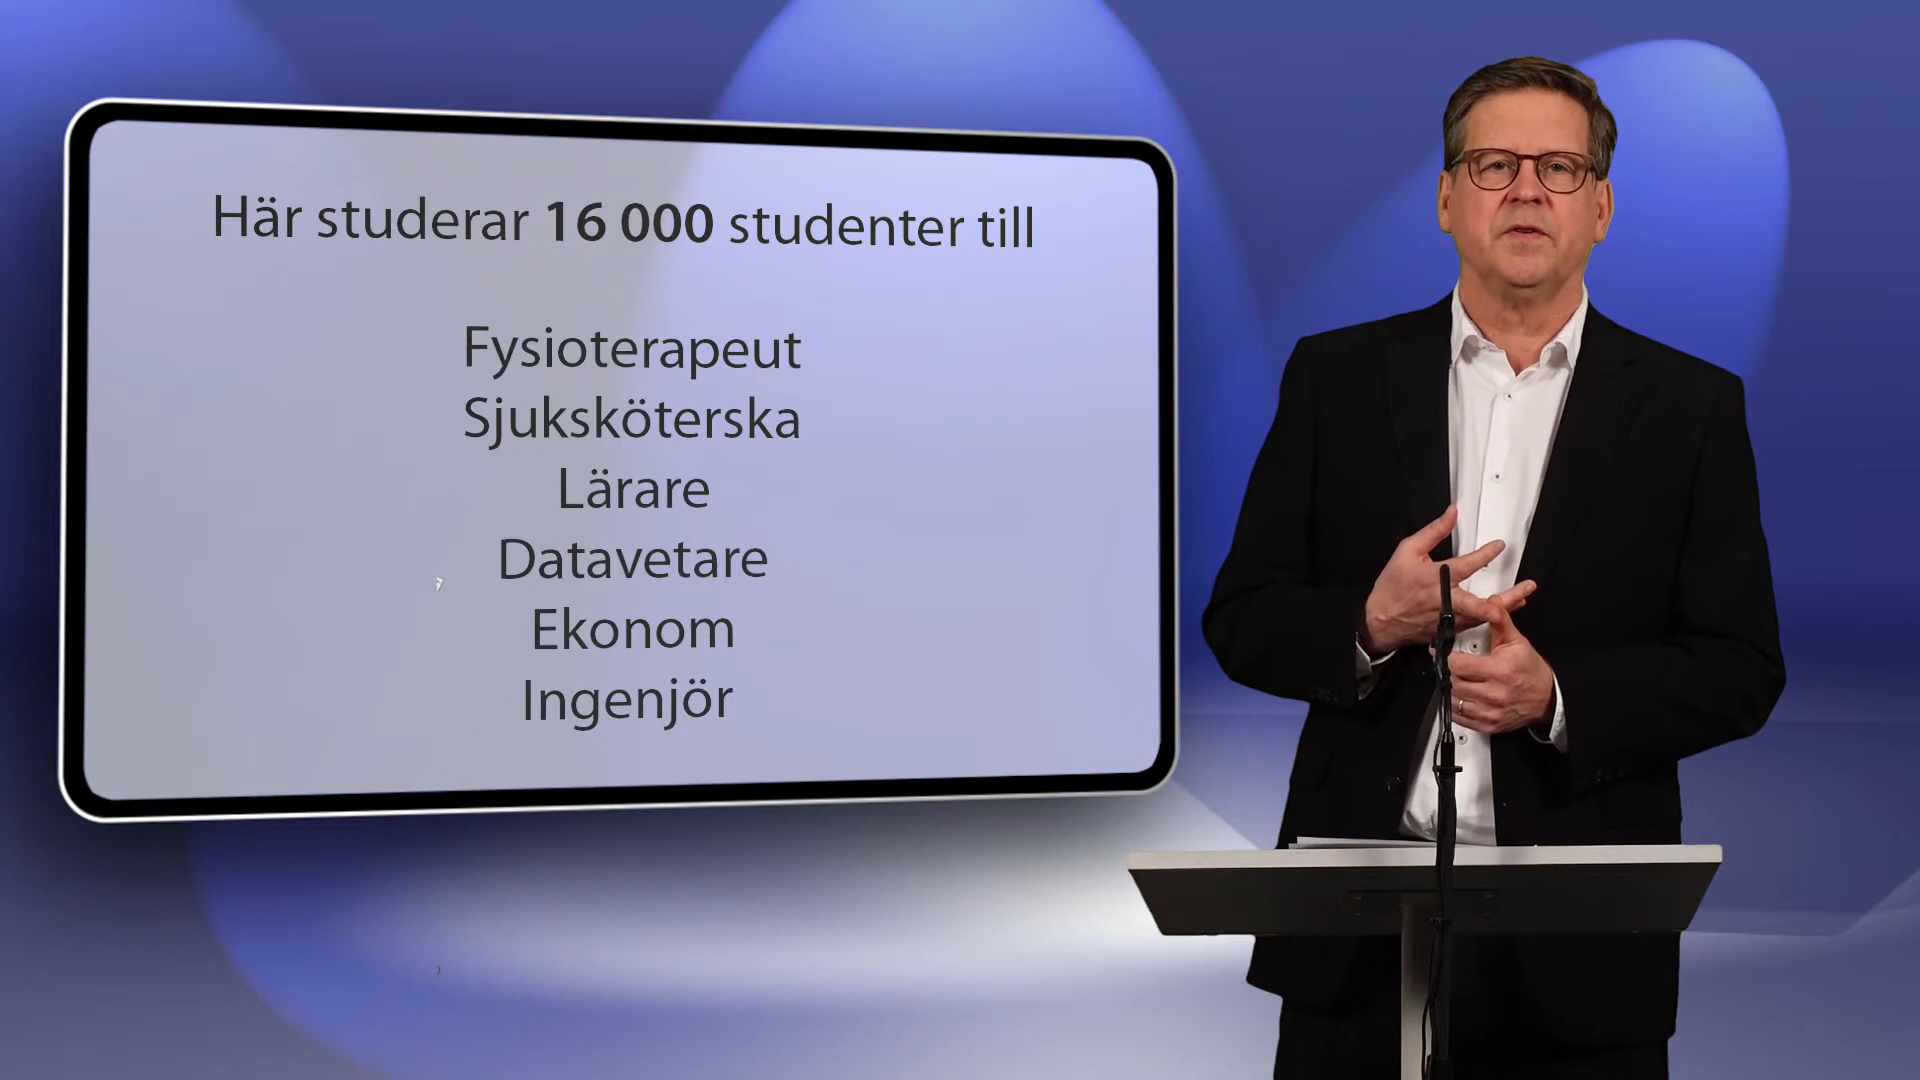 Här studerar 16 000 studenter till
Fysioterapeut
Sjuksköterska
Lärare
Datavetare
Ekonom
Ingenjör